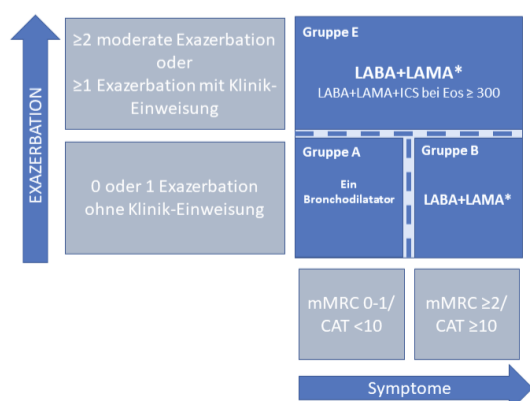 EXAZERBATION
≥2 moderate Exazerbation
oder
≥1 Exazerbation mit Klinik-
Einweisung
Gruppe E
LABA+LAMA*
LABA+LAMA+ICS bei Eos ≥ 300
0 oder 1 Exazerbation
ohne Klinik-Einweisung
Gruppe A
Ein
Bronchodilatator
Gruppe B
LABA+LAMA*
mMRC 0-1/
CAT <10
mMRC ≥2/
CAT ≥10
Symptome